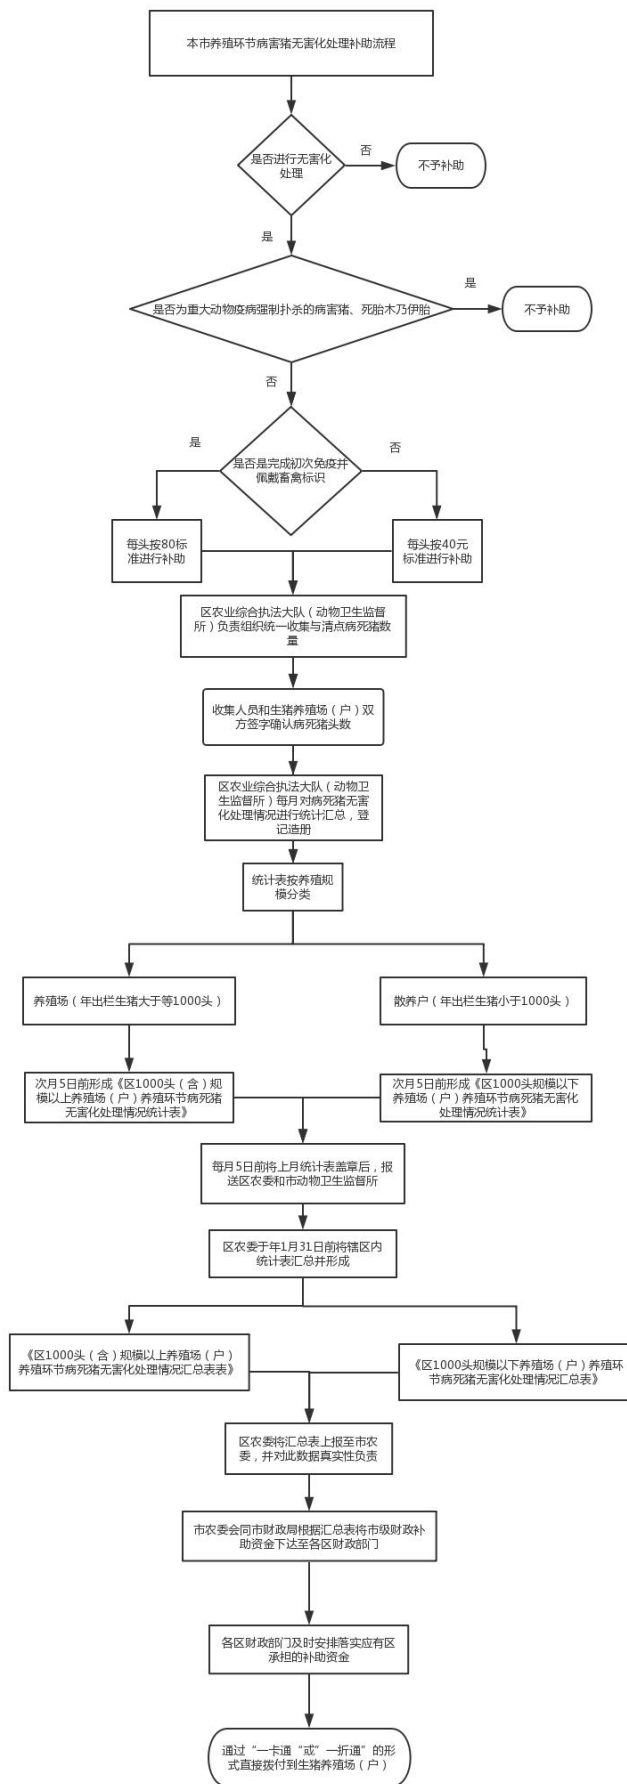 本市养殖环节病害猪无害化处理补助流程
是否进行无害化
处理
否
不予补助
是
是否为重大动物疫病强制扑杀的病害猪、死胎木乃伊胎
是
不予补助
否
是否是完成初次免疫并
佩戴畜禽标识
是
否
每头按80标
准进行补助
每头按40元
标准进行补助
区农业综合执法大队（动物卫生监督
所）负责组织统一收集与清点病死猪数
量
收集人员和生猪养殖场（户）双
方签字确认病死猪头数
区农业综合执法大队（动物卫
生监督所）每月对病死猪无害
化处理情况进行统计汇总，登
记造册
统计表按养殖规
模分类
养殖场（年出栏生猪大于等1000头）
散养户（年出栏生猪小于1000头）
次月5日前形成《区1000头（含）规
模以上养殖场（户）养殖环节病死猪
无害化处理情况统计表》
次月5日前形成《区1000头规模以下
养殖场（户）养殖环节病死猪无害化
处理情况统计表》
每月5日前将上月统计表盖章后，报
送区农委和市动物卫生监督所
区农委于年1月31日前将辖区内
统计表汇总并形成
《区1000头（含）规模以上养殖场（户）
养殖环节病死猪无害化处理情况汇总表表》
《区1000头规模以下养殖场（户）养殖环
节病死猪无害化处理情况汇总表》
区农委将汇总表上报至市农
委，并对此数据真实性负责
市农委会同市财政局根据汇总表将市级财政补
助资金下达至各区财政部门
各区财政部门及时安排落实应有区
承担的补助资金
通过“一卡通“或”一折通”的形
式直接拨付到生猪养殖场（户）